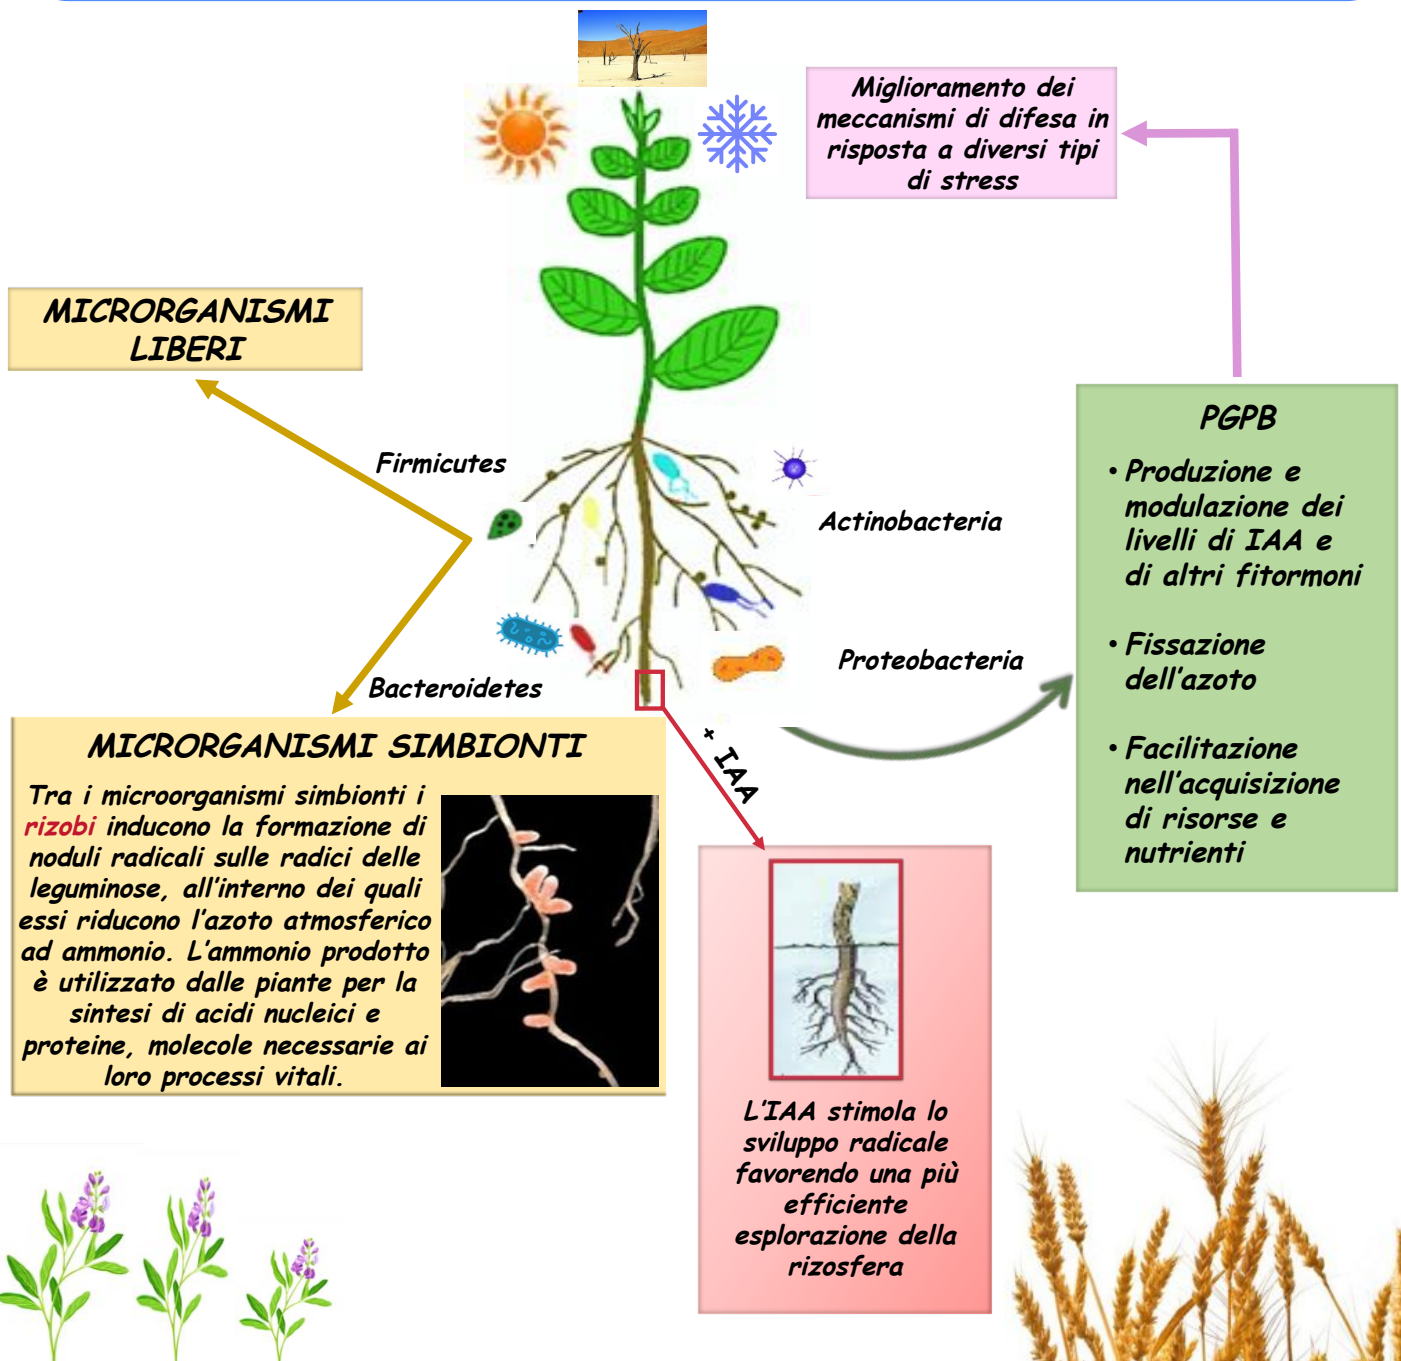 Miglioramento dei
meccanismi di difesa in
risposta a diversi tipi
di stress
MICRORGANISMI
LIBERI
Firmicutes
Actinobacteria
Proteobacteria
Bacteroidetes
PGPB
• Produzione e
modulazione dei
livelli di IAA e
di altri fitormoni
• Fissazione
dell'azoto
• Facilitazione
nell'acquisizione
di risorse e
nutrienti
MICRORGANISMI SIMBIONTI
Tra i microorganismi simbionti i
rizobi inducono la formazione di
noduli radicali sulle radici delle
leguminose, all'interno dei quali
essi riducono l'azoto atmosferico
ad ammonio. L'ammonio prodotto
è utilizzato dalle piante per la
sintesi di acidi nucleici e
proteine, molecole necessarie ai
loro processi vitali.
+ IAA
L'IAA stimola lo
sviluppo radicale
favorendo una più
efficiente
esplorazione della
rizosfera